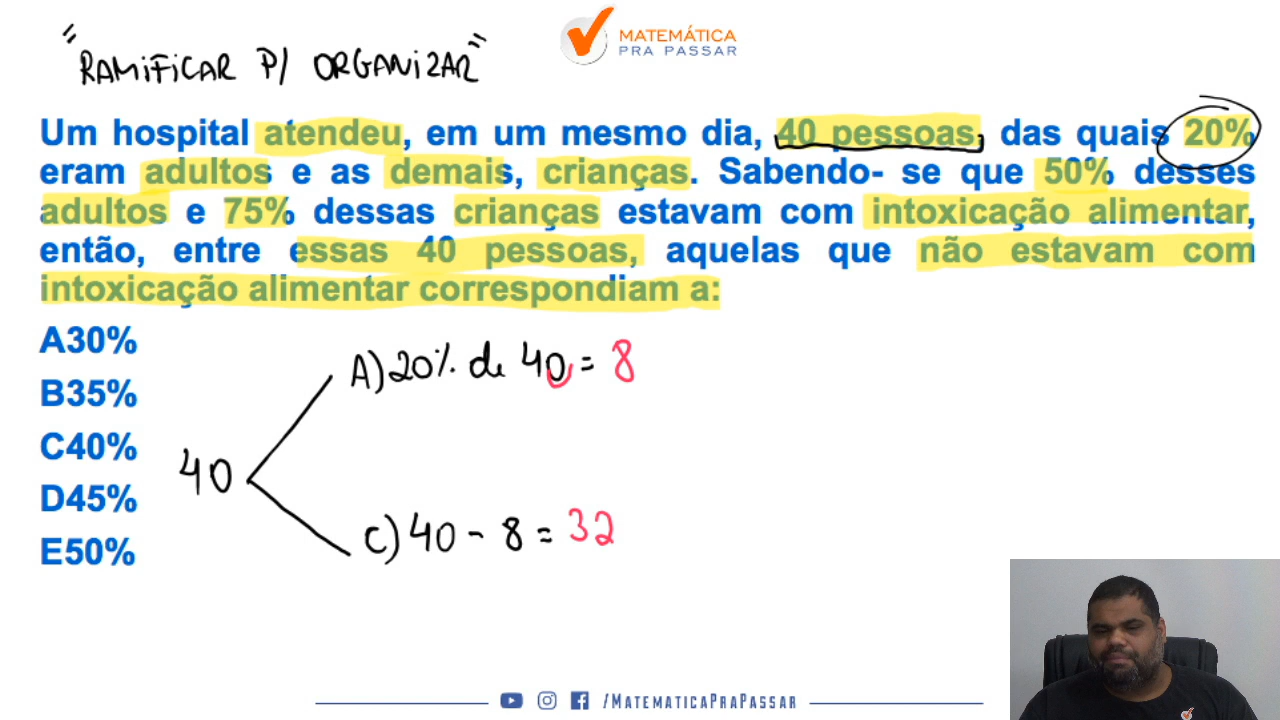 "RAMIFICAR P/ ORGANIZAR"
MATEMÁTICA
PRA PASSAR
Um hospital atendeu, em um mesmo dia, 40 pessoas, das quais 20%
eram adultos e as demais, crianças. Sabendo- se que 50% desses
adultos e 75% dessas crianças estavam com intoxicação alimentar,
então, entre essas 40 pessoas, aquelas que não estavam com
intoxicação alimentar correspondiam a:
A30%
B35%
C40%
D45%
E50%
40
A) 20% de 40 = 8
C) 40 - 8 = 32
/MATEMATICAPRAPASSAR